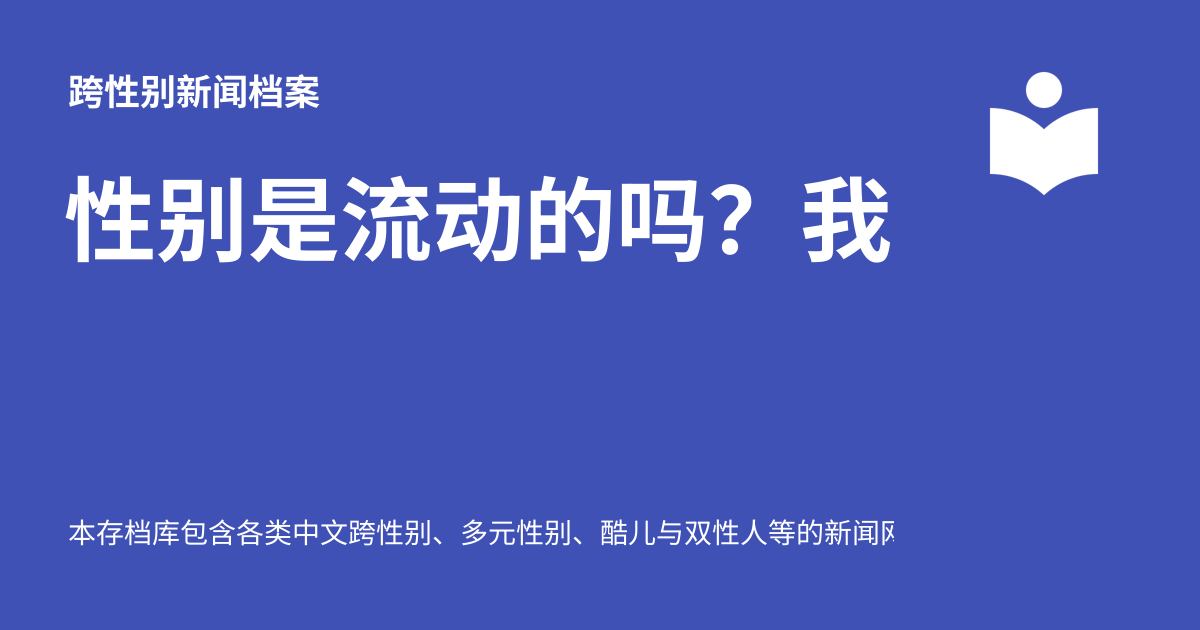 跨性别新闻档案
性别是流动的吗？我
本存档库包含各类中文跨性别、多元性别、酷儿与双性人等的新闻